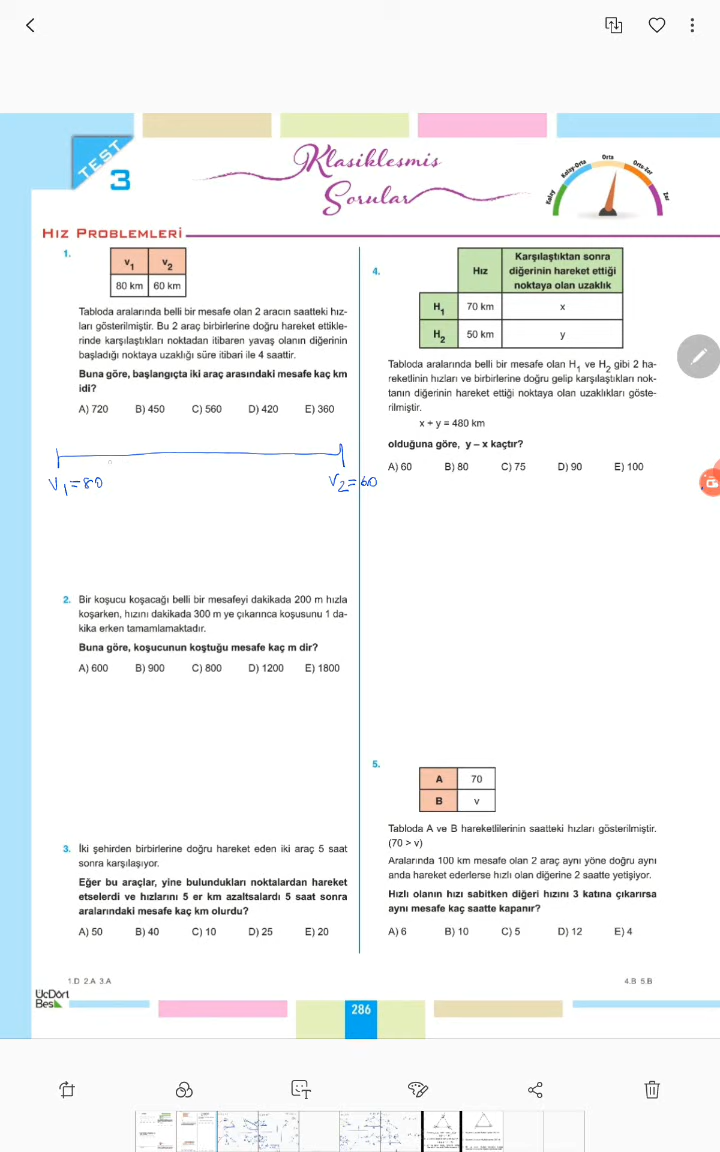 TEST
3
Klasikleşmis
Sorular
Kolay
Kolay-Orta
Orta
Orta-Zor
Zor
HIZ PROBLEMLERİ
1.
V1 V2
80 km 60 km
Tabloda aralarında belli bir mesafe olan 2 aracın saatteki hız-
ları gösterilmiştir. Bu 2 araç birbirlerine doğru hareket ettikle-
rinde karşılaştıkları noktadan itibaren yavaş olanın diğerinin
başladığı noktaya uzaklığı süre itibari ile 4 saattir.
Buna göre, başlangıçta iki araç arasındaki mesafe kaç km
idi?
A) 720 B) 450 C) 560 D) 420 E) 360
V1=80
V2=60
2. Bir koşucu koşacağı belli bir mesafeyi dakikada 200 m hızla
koşarken, hızını dakikada 300 m ye çıkarınca koşusunu 1 da-
kika erken tamamlamaktadır.
Buna göre, koşucunun koştuğu mesafe kaç m dir?
A) 600 B) 900 C) 800 D) 1200 E) 1800
3. İki şehirden birbirlerine doğru hareket eden iki araç 5 saat
sonra karşılaşıyor.
Eğer bu araçlar, yine bulundukları noktalardan hareket
etselerdi ve hızlarını 5 er km azaltsalardı 5 saat sonra
aralarındaki mesafe kaç km olurdu?
A) 50 B) 40 C) 10 D) 25 E) 20
4.
Hız
Karşılaştıktan sonra
diğerinin hareket ettiği
noktaya olan uzaklık
H1 70 km x
H2 50 km y
Tabloda aralarında belli bir mesafe olan H1 ve H2 gibi 2 ha-
reketlinin hızları ve birbirlerine doğru gelip karşılaştıkları nok-
tanın diğerinin hareket ettiği noktaya olan uzaklıkları göste-
rilmiştir.
x + y = 480 km
olduğuna göre, y – x kaçtır?
A) 60 B) 80 C) 75 D) 90 E) 100
5.
A 70
B v
Tabloda A ve B hareketlilerinin saatteki hızları gösterilmiştir.
(70 > v)
Aralarında 100 km mesafe olan 2 araç aynı yöne doğru aynı
anda hareket ederlerse hızlı olan diğerine 2 saatte yetişiyor.
Hızlı olanın hızı sabitken diğeri hızını 3 katına çıkarırsa
aynı mesafe kaç saatte kapanır?
A) 6 B) 10 C) 5 D) 12 E) 4
1.D 2.A 3.A
4.B 5.B
ÜçDört
Beş
286